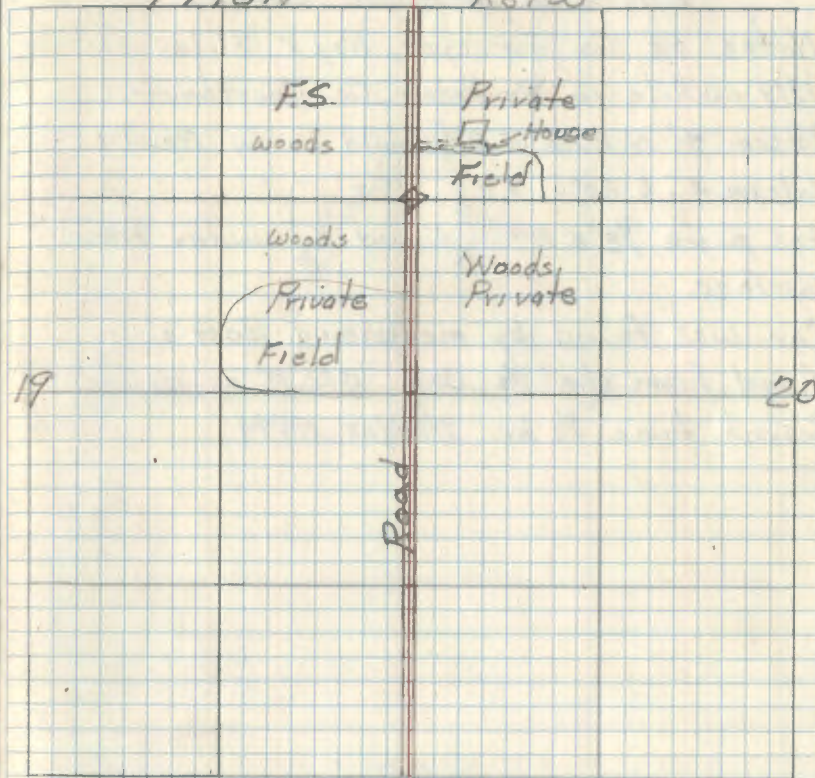 F.S.
woods
Private
House
Field
woods
Private
Field
Woods,
Private
19
20
Road